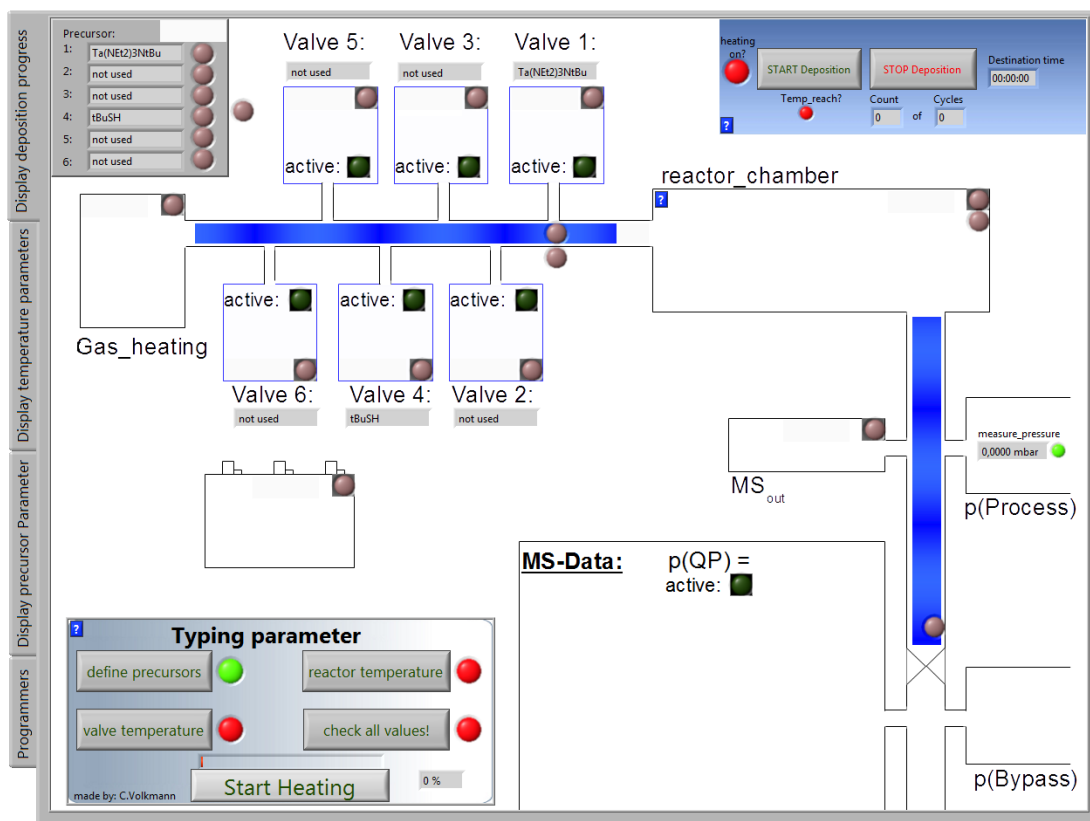 Display deposition progress
Display temperature parameters
Display precursor Parameter
Programmers
Precursor:
1: Ta(NEt2)3NtBu
2: not used
3: not used
4: tBuSH
5: not used
6: not used
Valve 5:
not used
active:
Valve 3:
not used
active:
Valve 1:
Ta(NEt2)3NtBu
active:
heating
on?
START Deposition
STOP Deposition
Destination time
00:00:00
Temp_reach?
Count
Cycles
0 of 0
?
reactor_chamber
?
Gas_heating
active:
Valve 6:
not used
active:
Valve 4:
tBuSH
active:
Valve 2:
not used
MS out
measure_pressure
0,0000 mbar
p(Process)
MS-Data:
p(QP) =
active:
p(Bypass)
?
Typing parameter
define precursors
reactor temperature
valve temperature
check all values!
Start Heating
0 %
made by: C.Volkmann